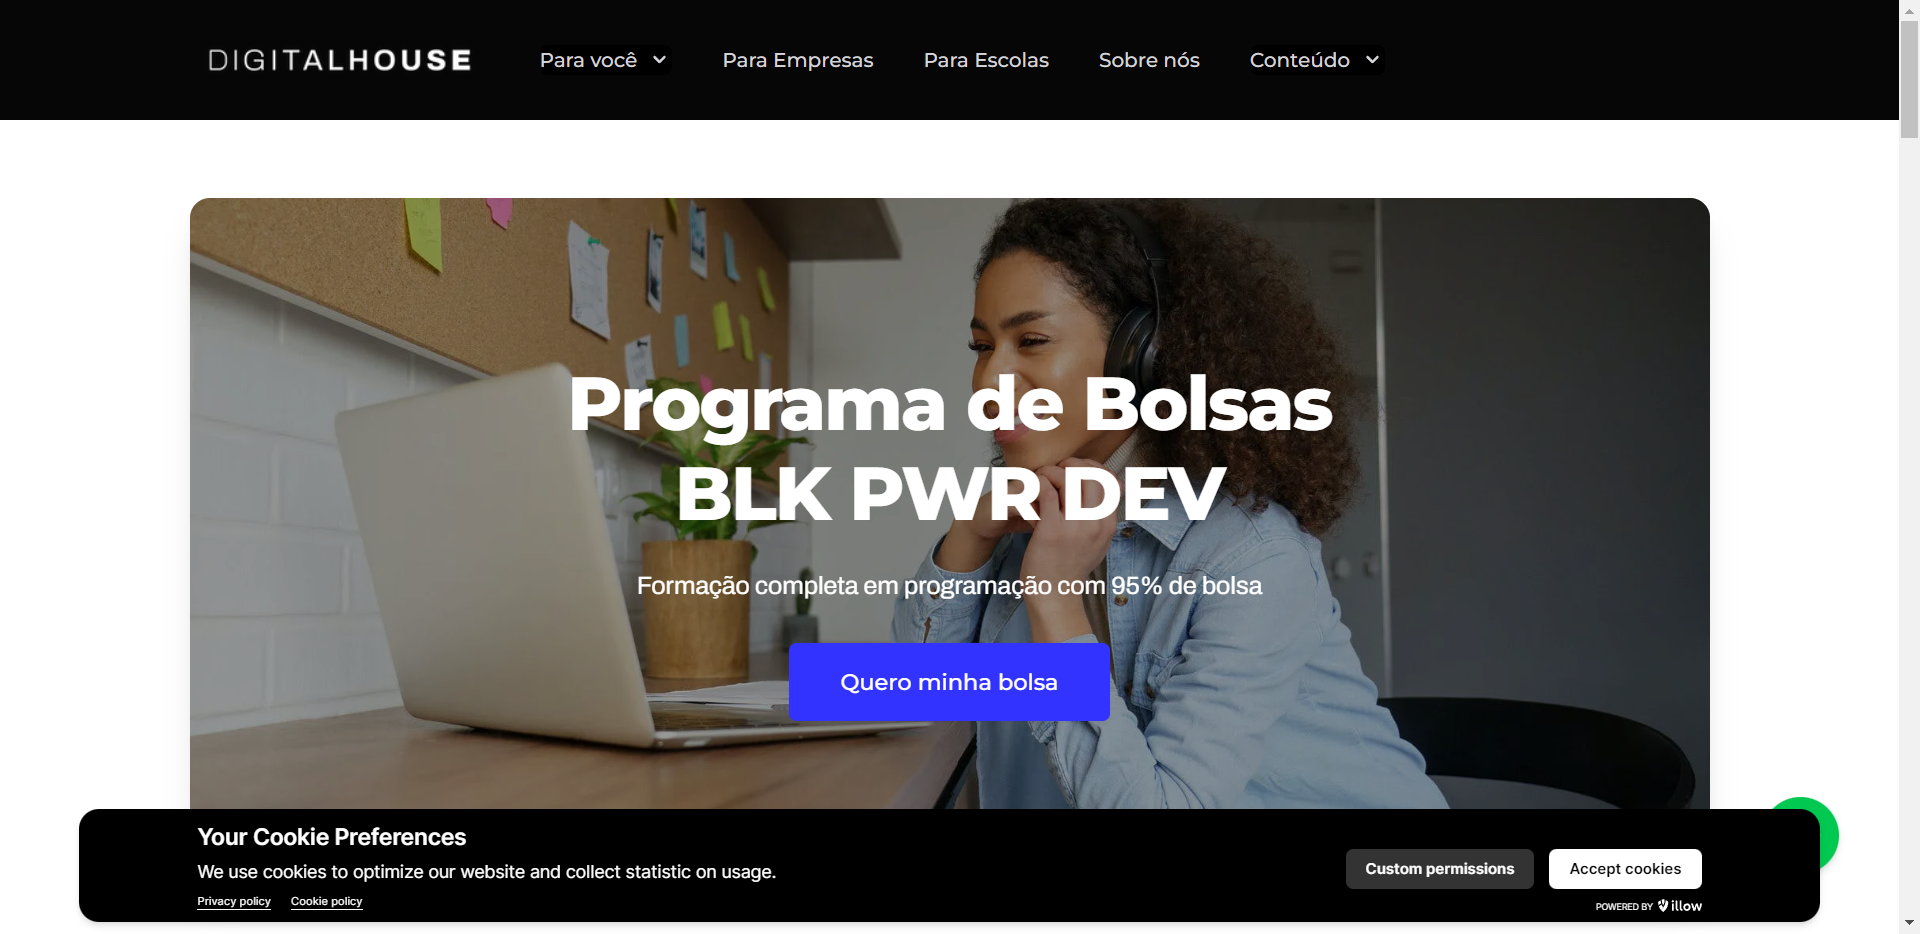 DIGITALHOUSE
Para você
Para Empresas
Para Escolas
Sobre nós
Conteúdo
Programa de Bolsas
BLK PWR DEV
Formação completa em programação com 95% de bolsa
Quero minha bolsa
Your Cookie Preferences
We use cookies to optimize our website and collect statistic on usage.
Privacy policy
Cookie policy
Custom permissions
Accept cookies
POWERED BY illow